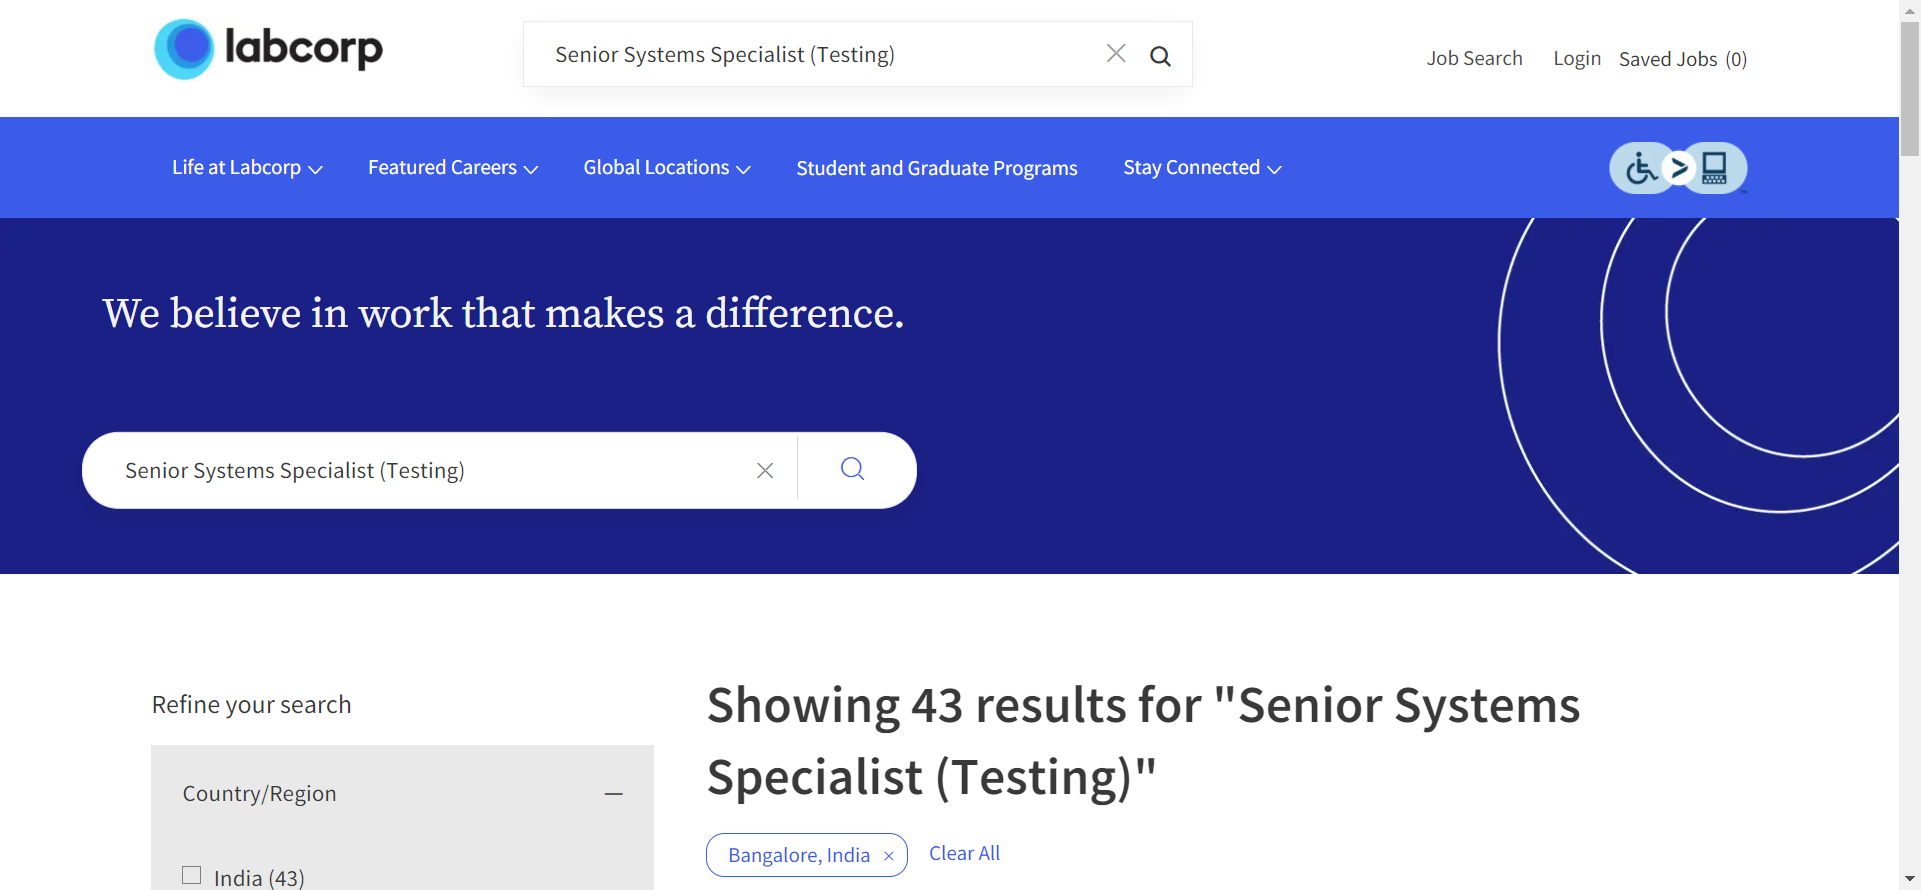 labcorp
Senior Systems Specialist (Testing)
Job Search
Login
Saved Jobs (0)
Life at Labcorp
Featured Careers
Global Locations
Student and Graduate Programs
Stay Connected
We believe in work that makes a difference.
Senior Systems Specialist (Testing)
Refine your search
Country/Region
India (43)
Showing 43 results for "Senior Systems
Specialist (Testing)"
Bangalore, India
Clear All